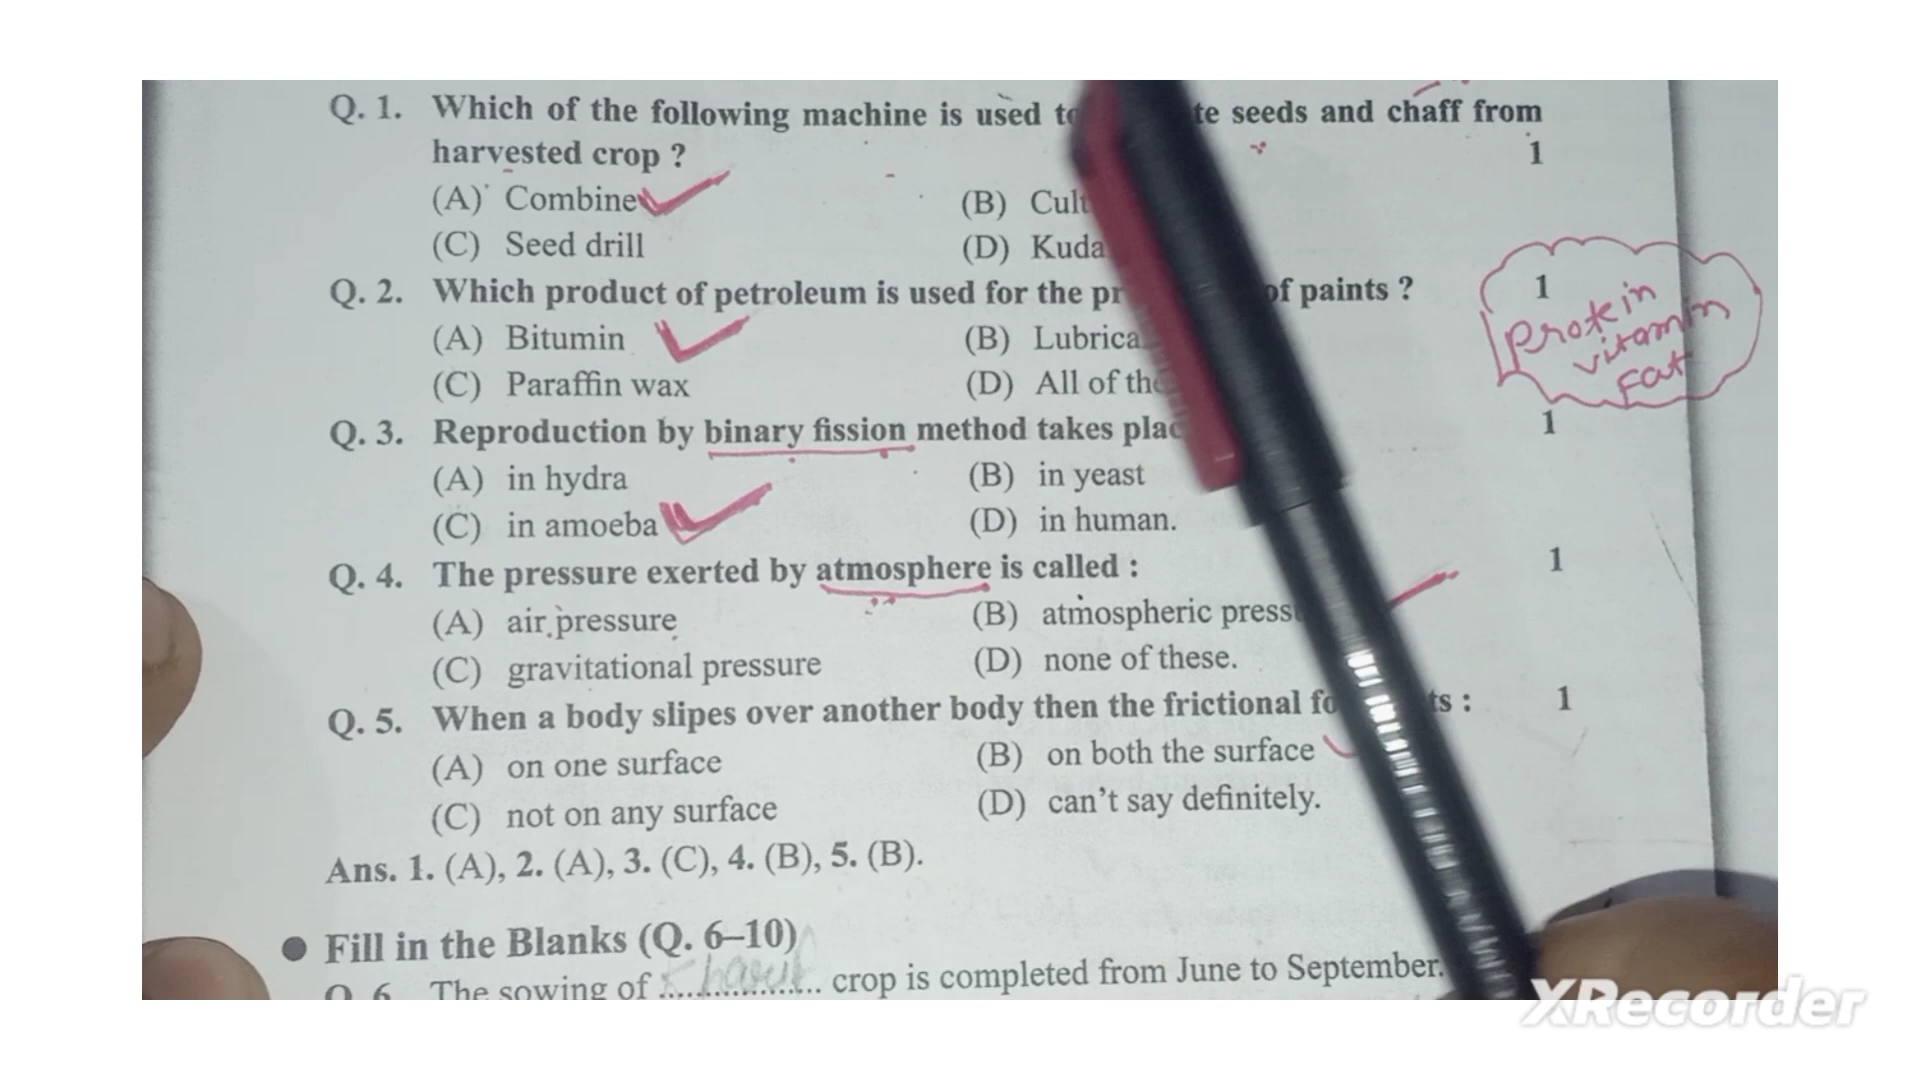 Q. 1. Which of the following machine is used te seeds and chaff from
harvested crop ? 1
(A) Combine (B) Cult
(C) Seed drill (D) Kuda
Q. 2. Which product of petroleum is used for the pr of paints ? 1
(A) Bitumin (B) Lubrica
(C) Paraffin wax (D) All of the
Protein
vitamin
Fat
Q. 3. Reproduction by binary fission method takes plac 1
(A) in hydra (B) in yeast
(C) in amoeba (D) in human.
Q. 4. The pressure exerted by atmosphere is called : 1
(A) air pressure (B) atmospheric press
(C) gravitational pressure (D) none of these.
Q. 5. When a body slipes over another body then the frictional fo ts : 1
(A) on one surface (B) on both the surface
(C) not on any surface (D) can't say definitely.
Ans. 1. (A), 2. (A), 3. (C), 4. (B), 5. (B).
● Fill in the Blanks (Q. 6–10)
Q. 6. The sowing of Kharif crop is completed from June to September.
XRecorder